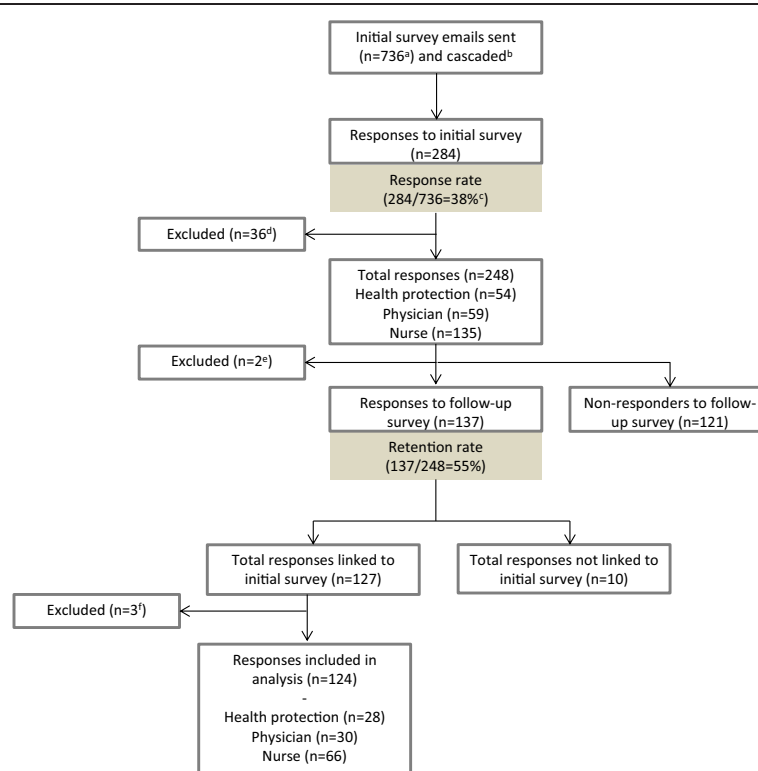 Initial survey emails sent
(n=736ᵃ) and cascadedᵇ
Responses to initial survey
(n=284)
Response rate
(284/736=38%ᶜ)
Excluded (n=36ᵈ)
Total responses (n=248)
Health protection (n=54)
Physician (n=59)
Nurse (n=135)
Excluded (n=2ᵉ)
Responses to follow-up
survey (n=137)
Non-responders to follow-
up survey (n=121)
Retention rate
(137/248=55%)
Total responses linked to
initial survey (n=127)
Total responses not linked to
initial survey (n=10)
Excluded (n=3ᶠ)
Responses included in
analysis (n=124)
-
Health protection (n=28)
Physician (n=30)
Nurse (n=66)